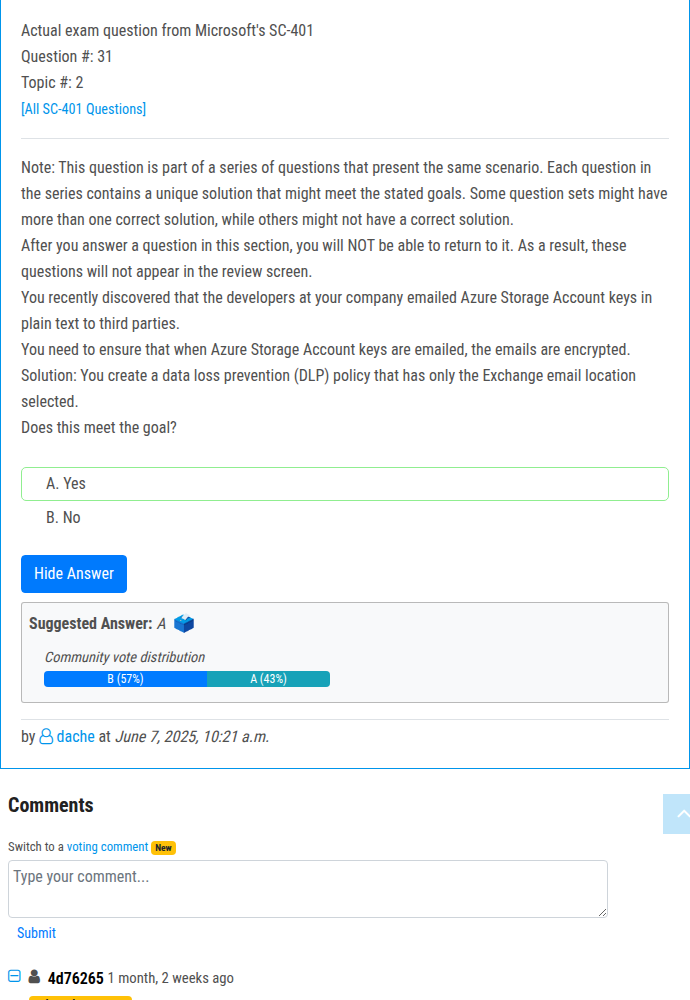 Actual exam question from Microsoft's SC-401
Question #: 31
Topic #: 2
[All SC-401 Questions]
Note: This question is part of a series of questions that present the same scenario. Each question in
the series contains a unique solution that might meet the stated goals. Some question sets might have
more than one correct solution, while others might not have a correct solution.
After you answer a question in this section, you will NOT be able to return to it. As a result, these
questions will not appear in the review screen.
You recently discovered that the developers at your company emailed Azure Storage Account keys in
plain text to third parties.
You need to ensure that when Azure Storage Account keys are emailed, the emails are encrypted.
Solution: You create a data loss prevention (DLP) policy that has only the Exchange email location
selected.
Does this meet the goal?
A. Yes
B. No
Hide Answer
Suggested Answer: A
Community vote distribution
B (57%) A (43%)
by dache at June 7, 2025, 10:21 a.m.
Comments
Switch to a voting comment New
Type your comment...
Submit
4d76265 1 month, 2 weeks ago